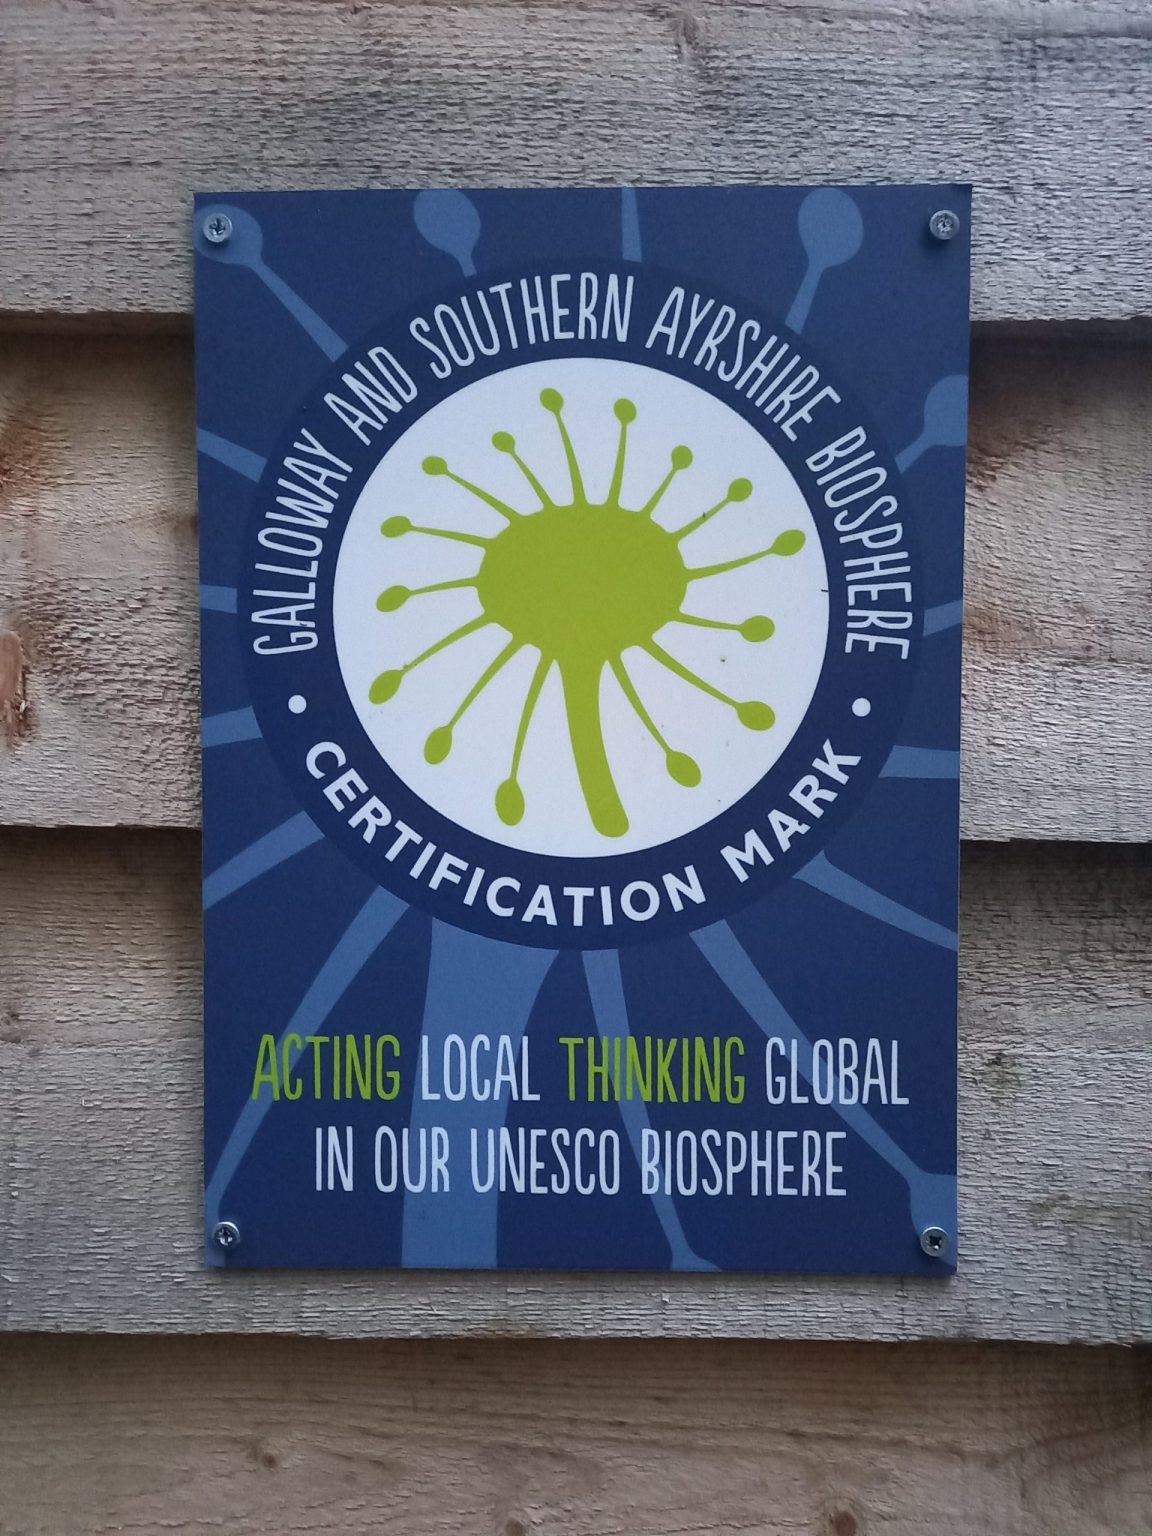 GALLOWAY AND SOUTHERN AYRSHIRE BIOSPHERE
• CERTIFICATION MARK •
ACTING LOCAL THINKING GLOBAL
IN OUR UNESCO BIOSPHERE